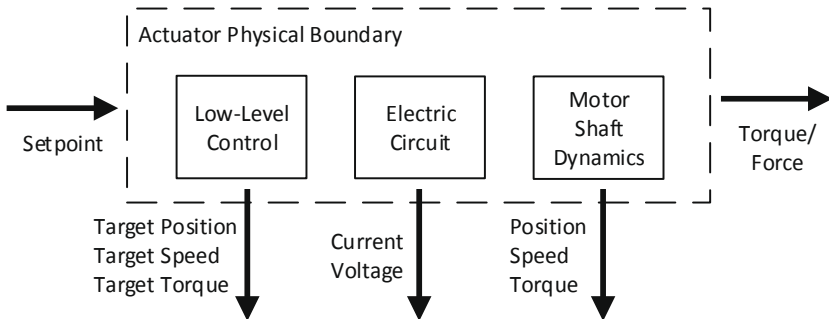 Actuator Physical Boundary
Setpoint
Low-Level
Control
Electric
Circuit
Motor
Shaft
Dynamics
Torque/
Force
Target Position
Target Speed
Target Torque
Current
Voltage
Position
Speed
Torque